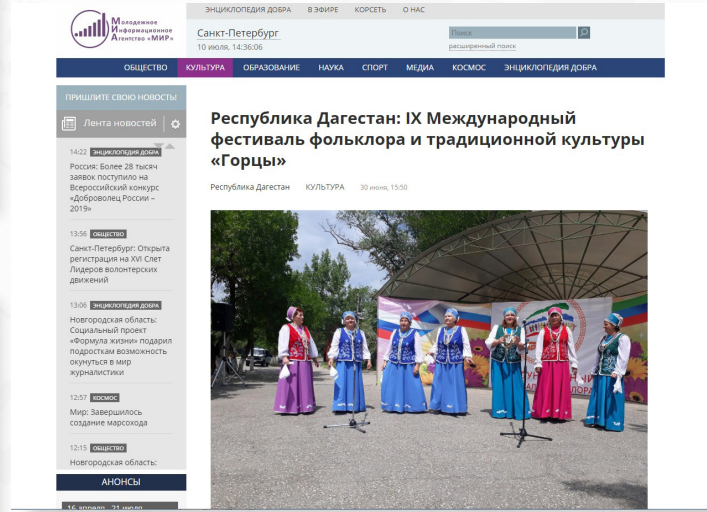 Молодежное
Информационное
Агентство «МИР»
ЭНЦИКЛОПЕДИЯ ДОБРА В ЭФИРЕ КОРСЕТЬ О НАС
Санкт-Петербург
10 июля, 14:36:06
Поиск
расширенный поиск
ОБЩЕСТВО КУЛЬТУРА ОБРАЗОВАНИЕ НАУКА СПОРТ МЕДИА КОСМОС ЭНЦИКЛОПЕДИЯ ДОБРА
ПРИШЛИТЕ СВОЮ НОВОСТЬ!
Лента новостей
14:22 ЭНЦИКЛОПЕДИЯ ДОБРА
Россия: Более 28 тысяч
заявок поступило на
Всероссийский конкурс
«Доброволец России –
2019»
13:56 ОБЩЕСТВО
Санкт-Петербург: Открыта
регистрация на XVI Слет
Лидеров волонтерских
движений
13:06 ЭНЦИКЛОПЕДИЯ ДОБРА
Новгородская область:
Социальный проект
«Формула жизни» подарил
подросткам возможность
окунуться в мир
журналистики
12:57 КОСМОС
Мир: Завершилось
создание марсохода
12:15 ОБЩЕСТВО
Новгородская область:
АНОНСЫ
16 апреля - 21 июля
Республика Дагестан: IX Международный
фестиваль фольклора и традиционной культуры
«Горцы»
Республика Дагестан КУЛЬТУРА 30 июня, 15:50